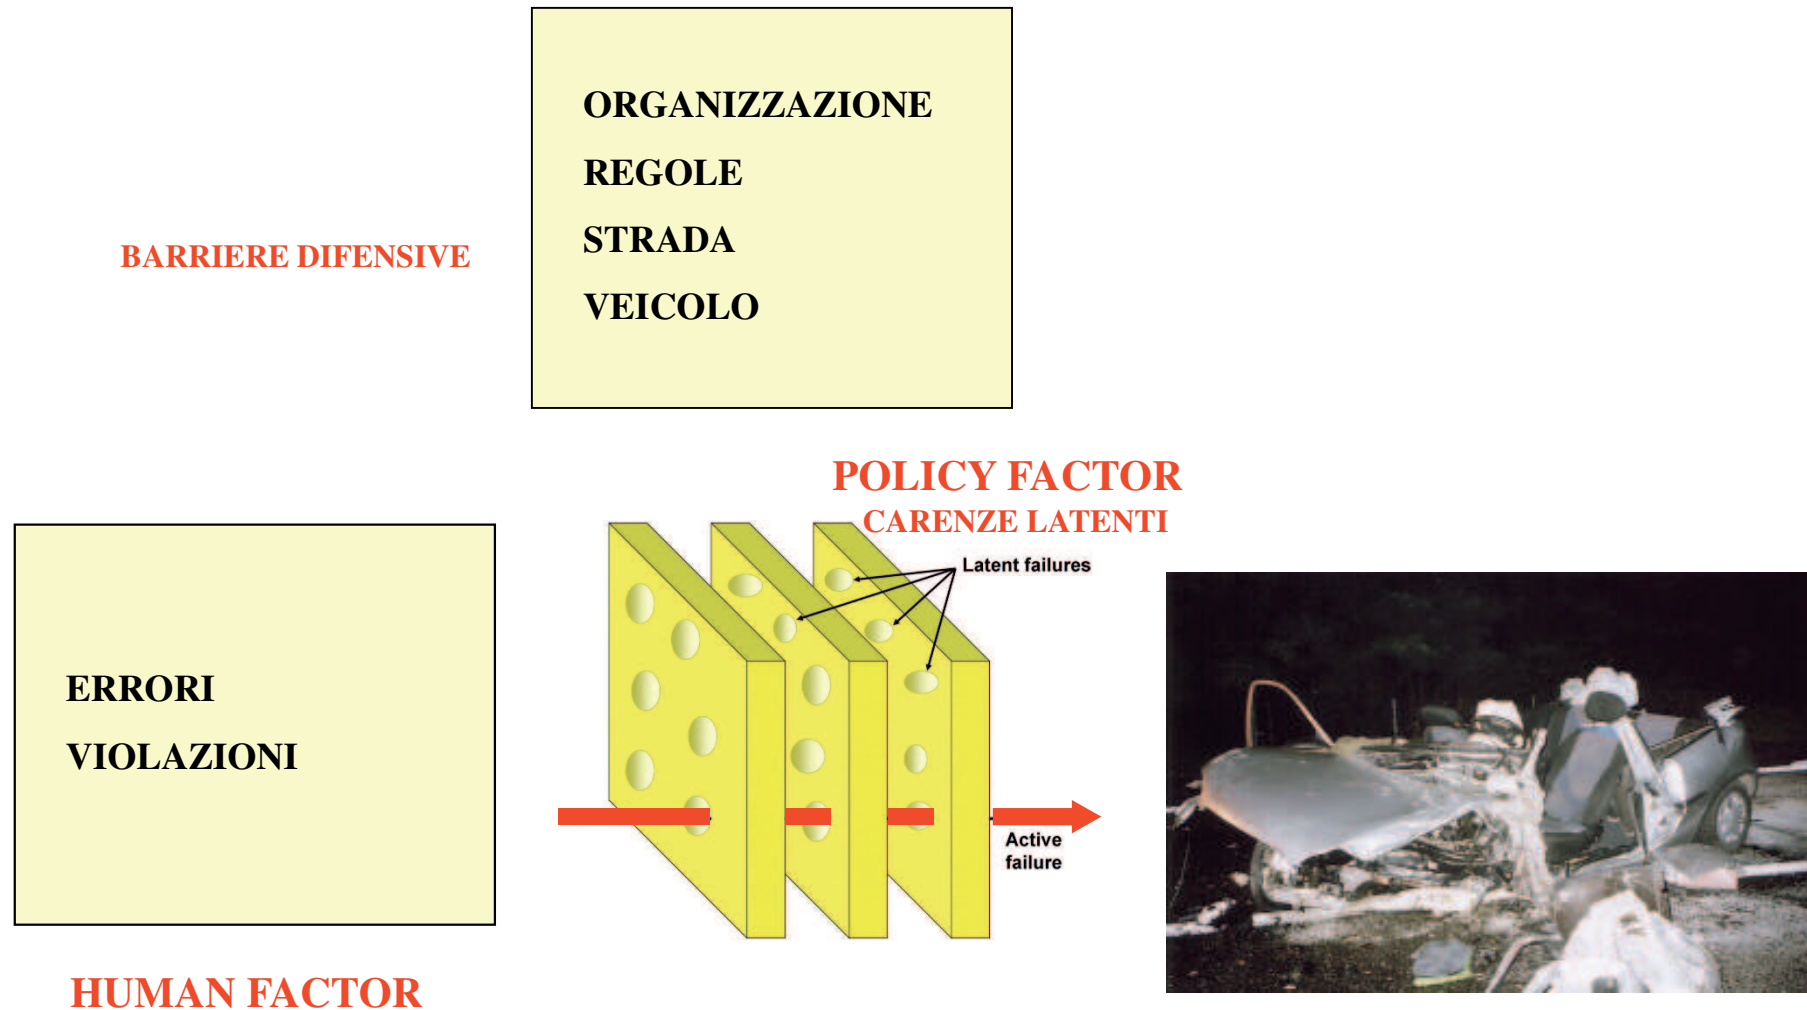 ORGANIZZAZIONE
REGOLE
STRADA
VEICOLO
BARRIERE DIFENSIVE
POLICY FACTOR
CARENZE LATENTI
Latent failures
ERRORI
VIOLAZIONI
Active
failure
HUMAN FACTOR